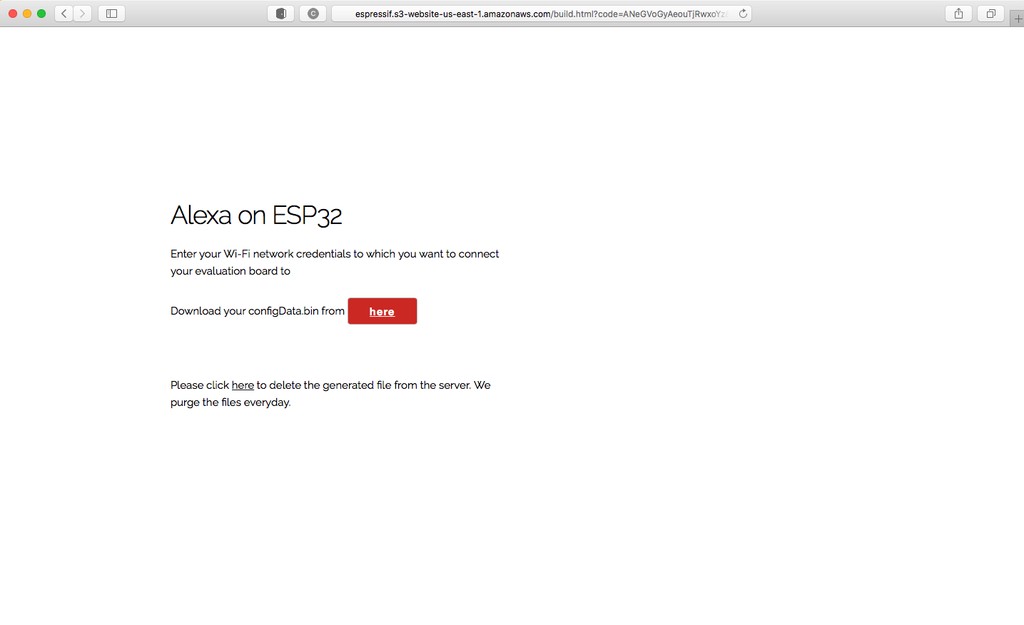 espressif.s3-website-us-east-1.amazonaws.com/build.html?code=ANeGVoGyAeouTjRwxoYz
Alexa on ESP32
Enter your Wi-Fi network credentials to which you want to connect
your evaluation board to
Download your configData.bin from here
Please click here to delete the generated file from the server. We
purge the files everyday.